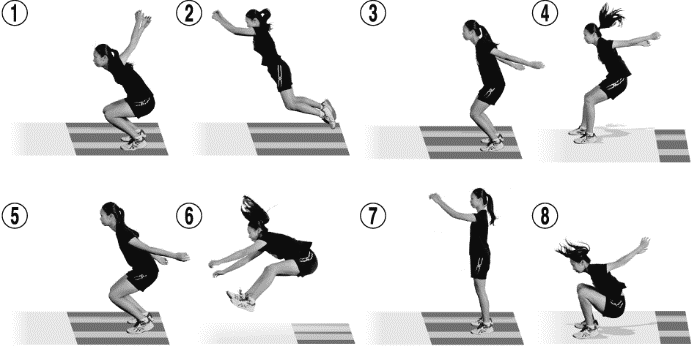 ① ② ③ ④
⑤ ⑥ ⑦ ⑧